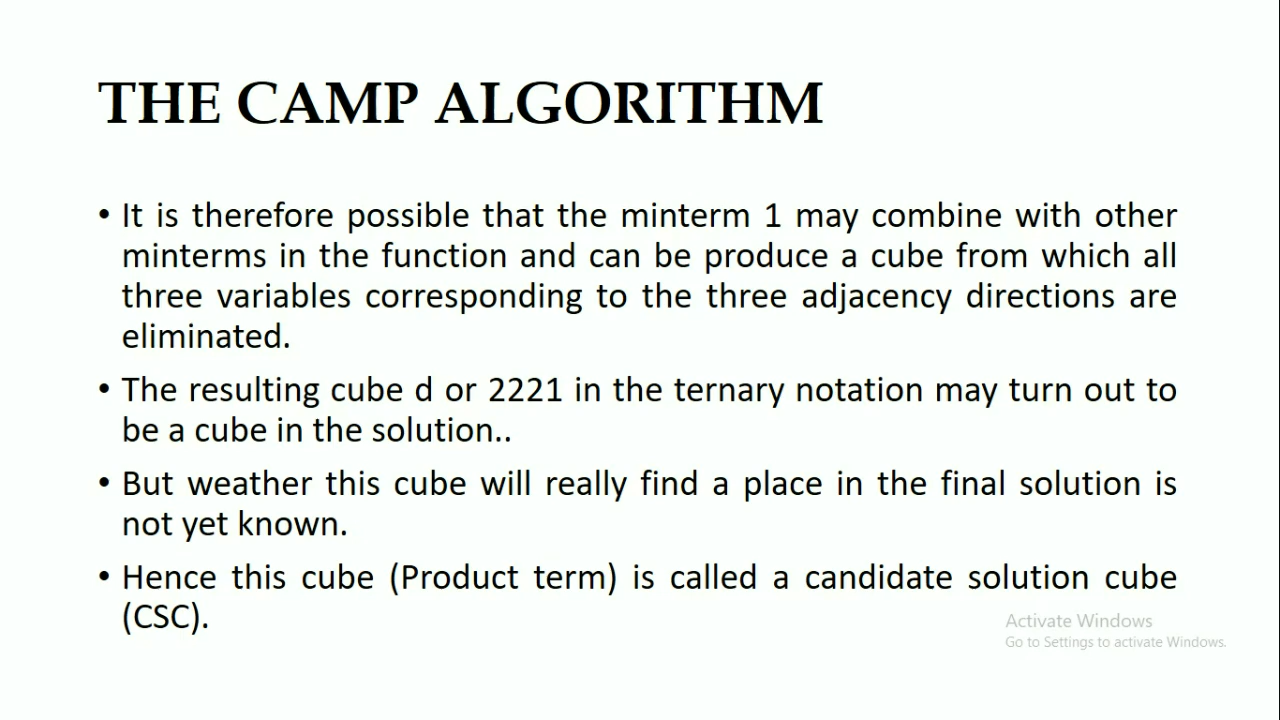 THE CAMP ALGORITHM
• It is therefore possible that the minterm 1 may combine with other
minterms in the function and can be produce a cube from which all
three variables corresponding to the three adjacency directions are
eliminated.
• The resulting cube d or 2221 in the ternary notation may turn out to
be a cube in the solution..
• But weather this cube will really find a place in the final solution is
not yet known.
• Hence this cube (Product term) is called a candidate solution cube
(CSC).
Activate Windows
Go to Settings to activate Windows.